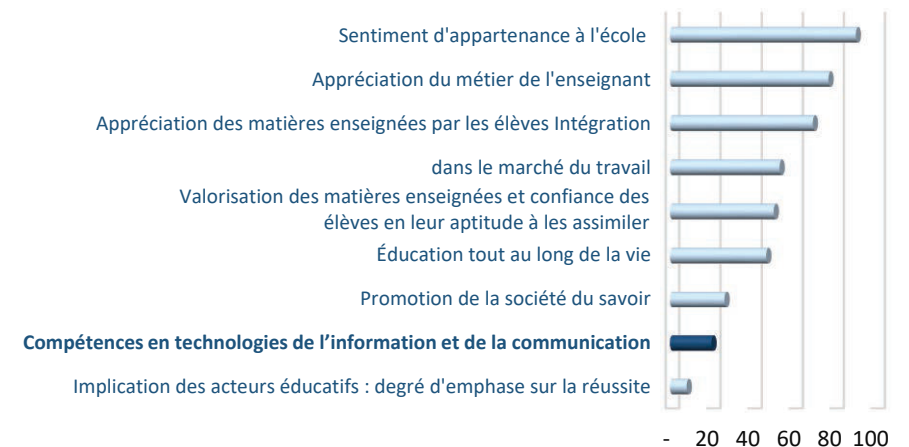 Sentiment d'appartenance à l'école
Appréciation du métier de l'enseignant
Appréciation des matières enseignées par les élèves Intégration
dans le marché du travail
Valorisation des matières enseignées et confiance des
élèves en leur aptitude à les assimiler
Éducation tout au long de la vie
Promotion de la société du savoir
Compétences en technologies de l’information et de la communication
Implication des acteurs éducatifs : degré d'emphase sur la réussite
- 20 40 60 80 100